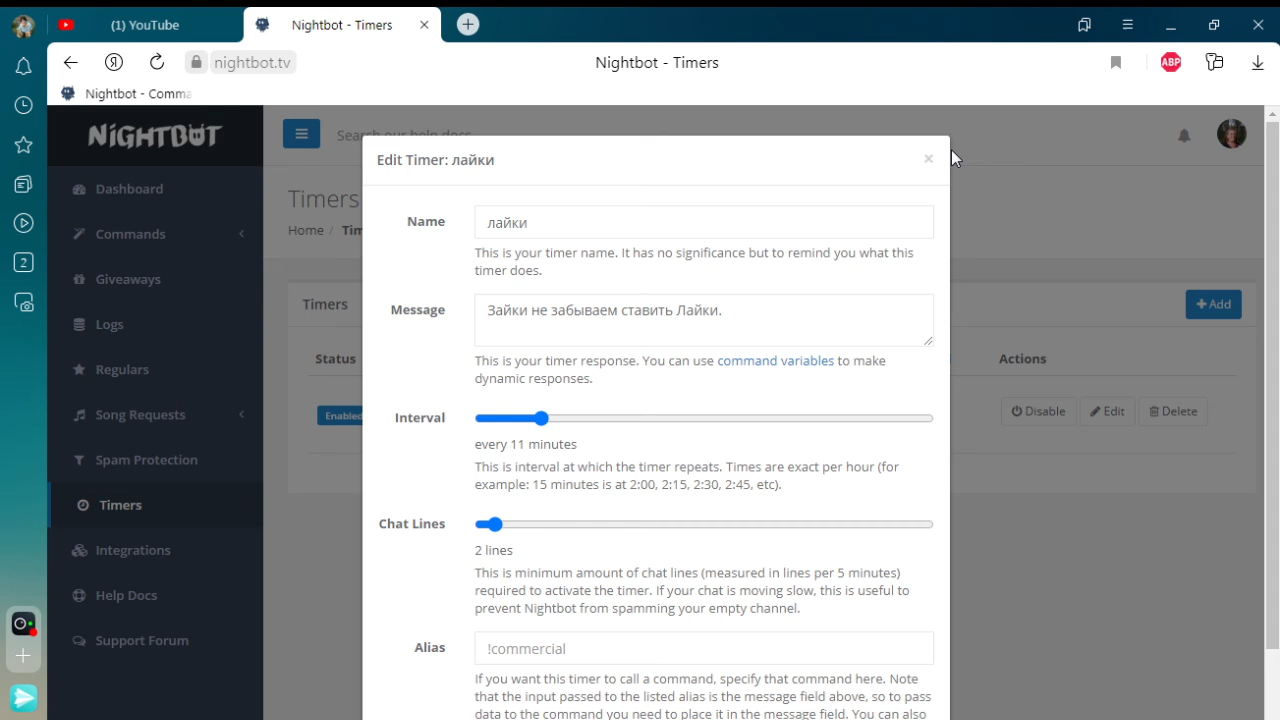 (1) YouTube
Nightbot - Timers
nightbot.tv
Nightbot - Timers
ABP
Nightbot - Comma
NiGHTBOT
Search our help docs
Edit Timer: лайки
×
Dashboard
Commands
Giveaways
Logs
Regulars
Song Requests
Spam Protection
Timers
Integrations
Help Docs
Support Forum
2
Timers
Home / Tim
Timers
+ Add
Status
Actions
Enabled
Disable
Edit
Delete
Name
лайки
This is your timer name. It has no significance but to remind you what this
timer does.
Message
Зайки не забываем ставить Лайки.
This is your timer response. You can use command variables to make
dynamic responses.
Interval
every 11 minutes
This is interval at which the timer repeats. Times are exact per hour (for
example: 15 minutes is at 2:00, 2:15, 2:30, 2:45, etc).
Chat Lines
2 lines
This is minimum amount of chat lines (measured in lines per 5 minutes)
required to activate the timer. If your chat is moving slow, this is useful to
prevent Nightbot from spamming your empty channel.
Alias
!commercial
If you want this timer to call a command, specify that command here. Note
that the input passed to the listed alias is the message field above, so to pass
data to the command you need to place it in the message field. You can also